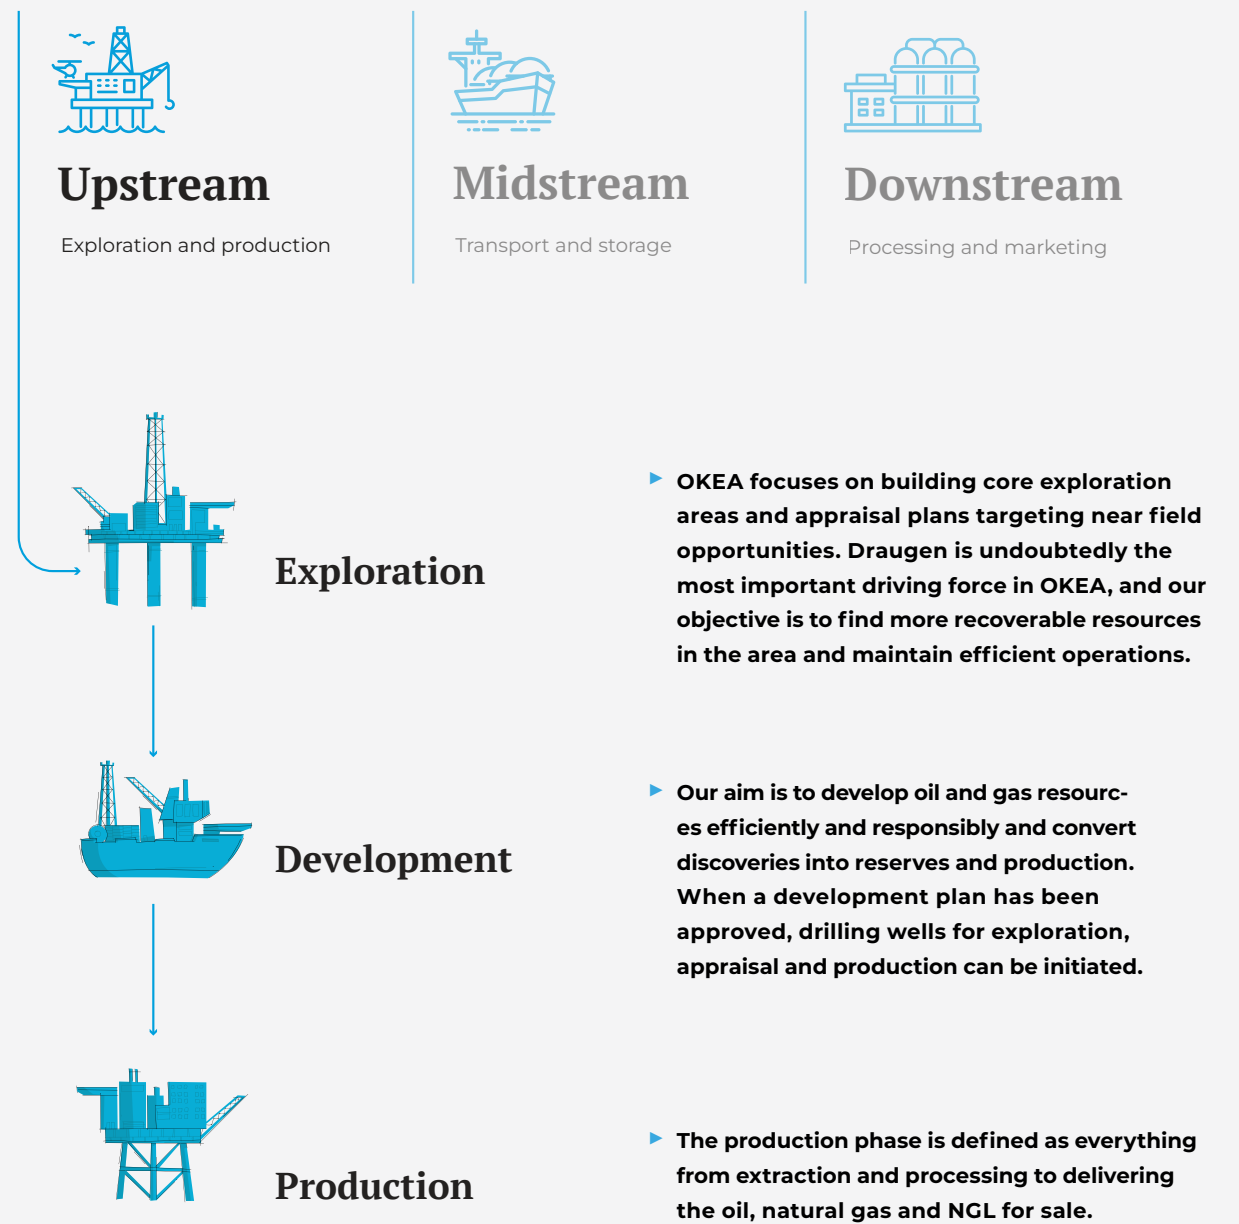 Upstream
Exploration and production
Midstream
Transport and storage
Downstream
Processing and marketing
Exploration
OKEA focuses on building core exploration
areas and appraisal plans targeting near field
opportunities. Draugen is undoubtedly the
most important driving force in OKEA, and our
objective is to find more recoverable resources
in the area and maintain efficient operations.
Development
Our aim is to develop oil and gas resourc-
es efficiently and responsibly and convert
discoveries into reserves and production.
When a development plan has been
approved, drilling wells for exploration,
appraisal and production can be initiated.
Production
The production phase is defined as everything
from extraction and processing to delivering
the oil, natural gas and NGL for sale.